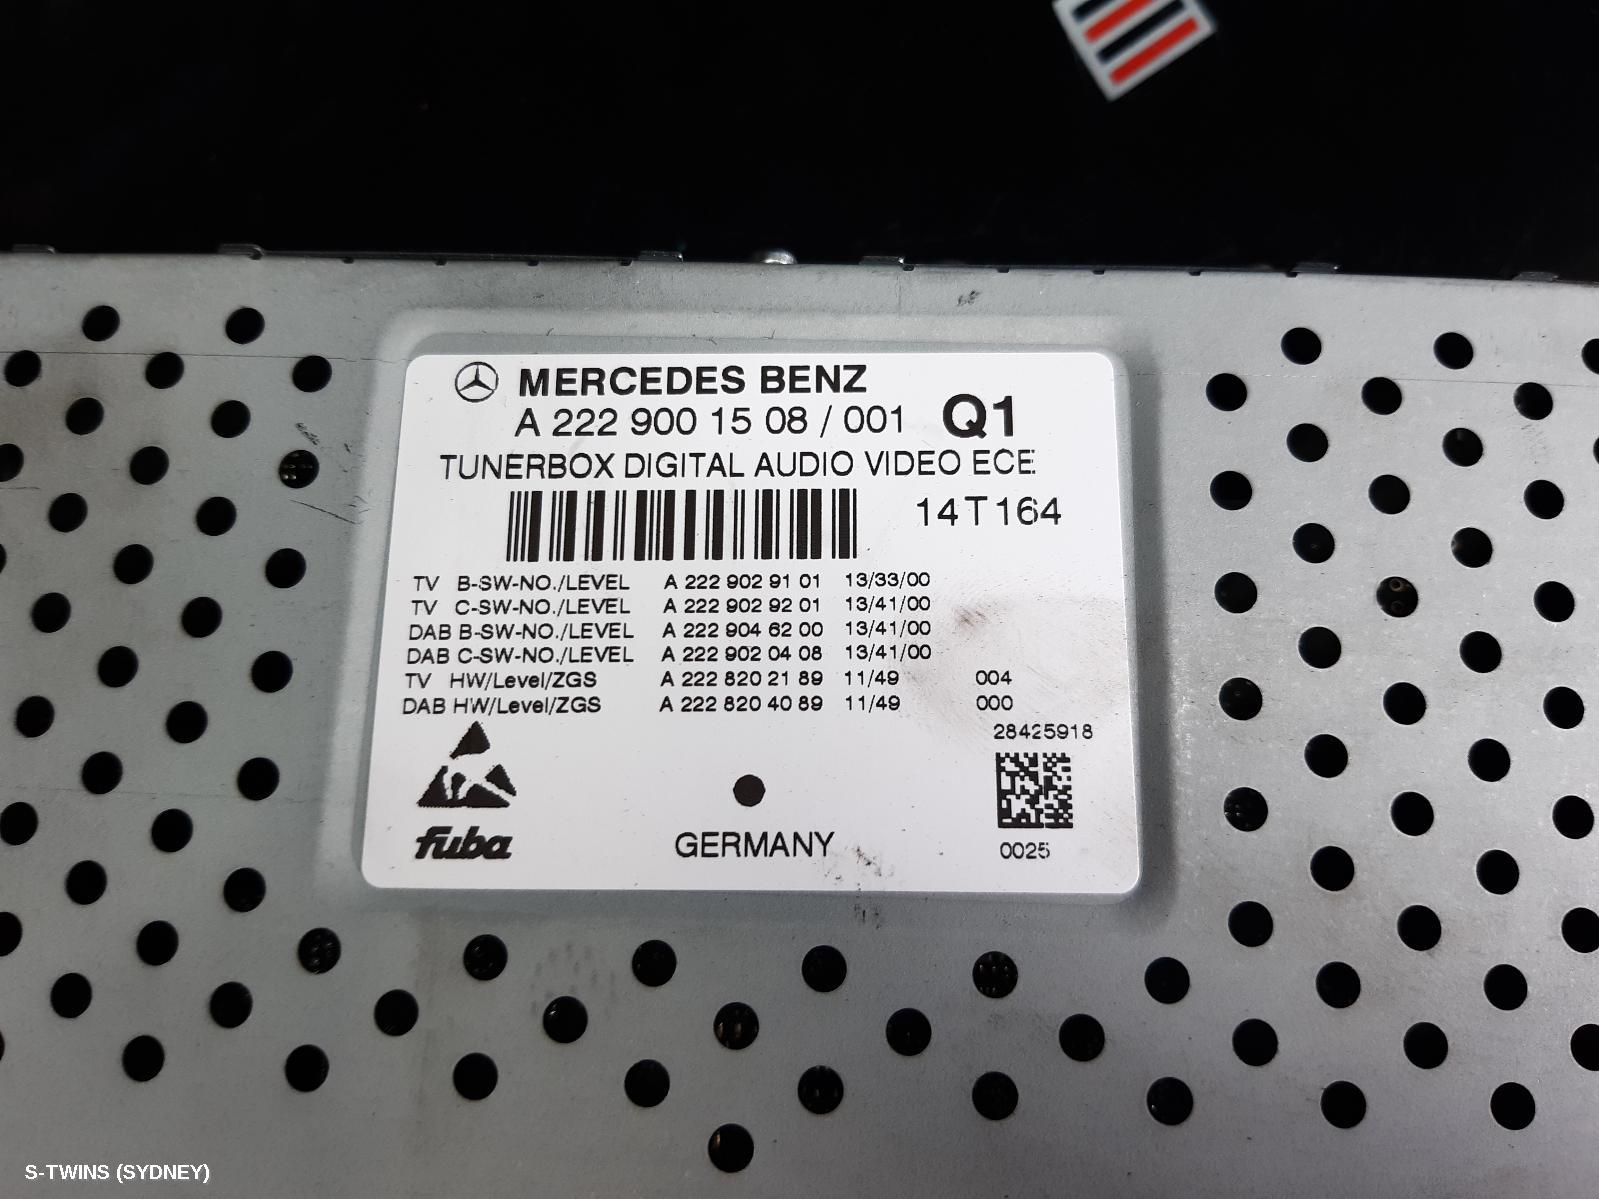 MERCEDES BENZ
A 222 900 15 08 / 001 Q1
TUNERBOX DIGITAL AUDIO VIDEO ECE
14T164
TV B-SW-NO./LEVEL A 222 902 91 01 13/33/00
TV C-SW-NO./LEVEL A 222 902 92 01 13/41/00
DAB B-SW-NO./LEVEL A 222 904 62 00 13/41/00
DAB C-SW-NO./LEVEL A 222 902 04 08 13/41/00
TV HW/Level/ZGS A 222 820 21 89 11/49 004
DAB HW/Level/ZGS A 222 820 40 89 11/49 000
28425918
fuba
GERMANY
0025
S-TWINS (SYDNEY)